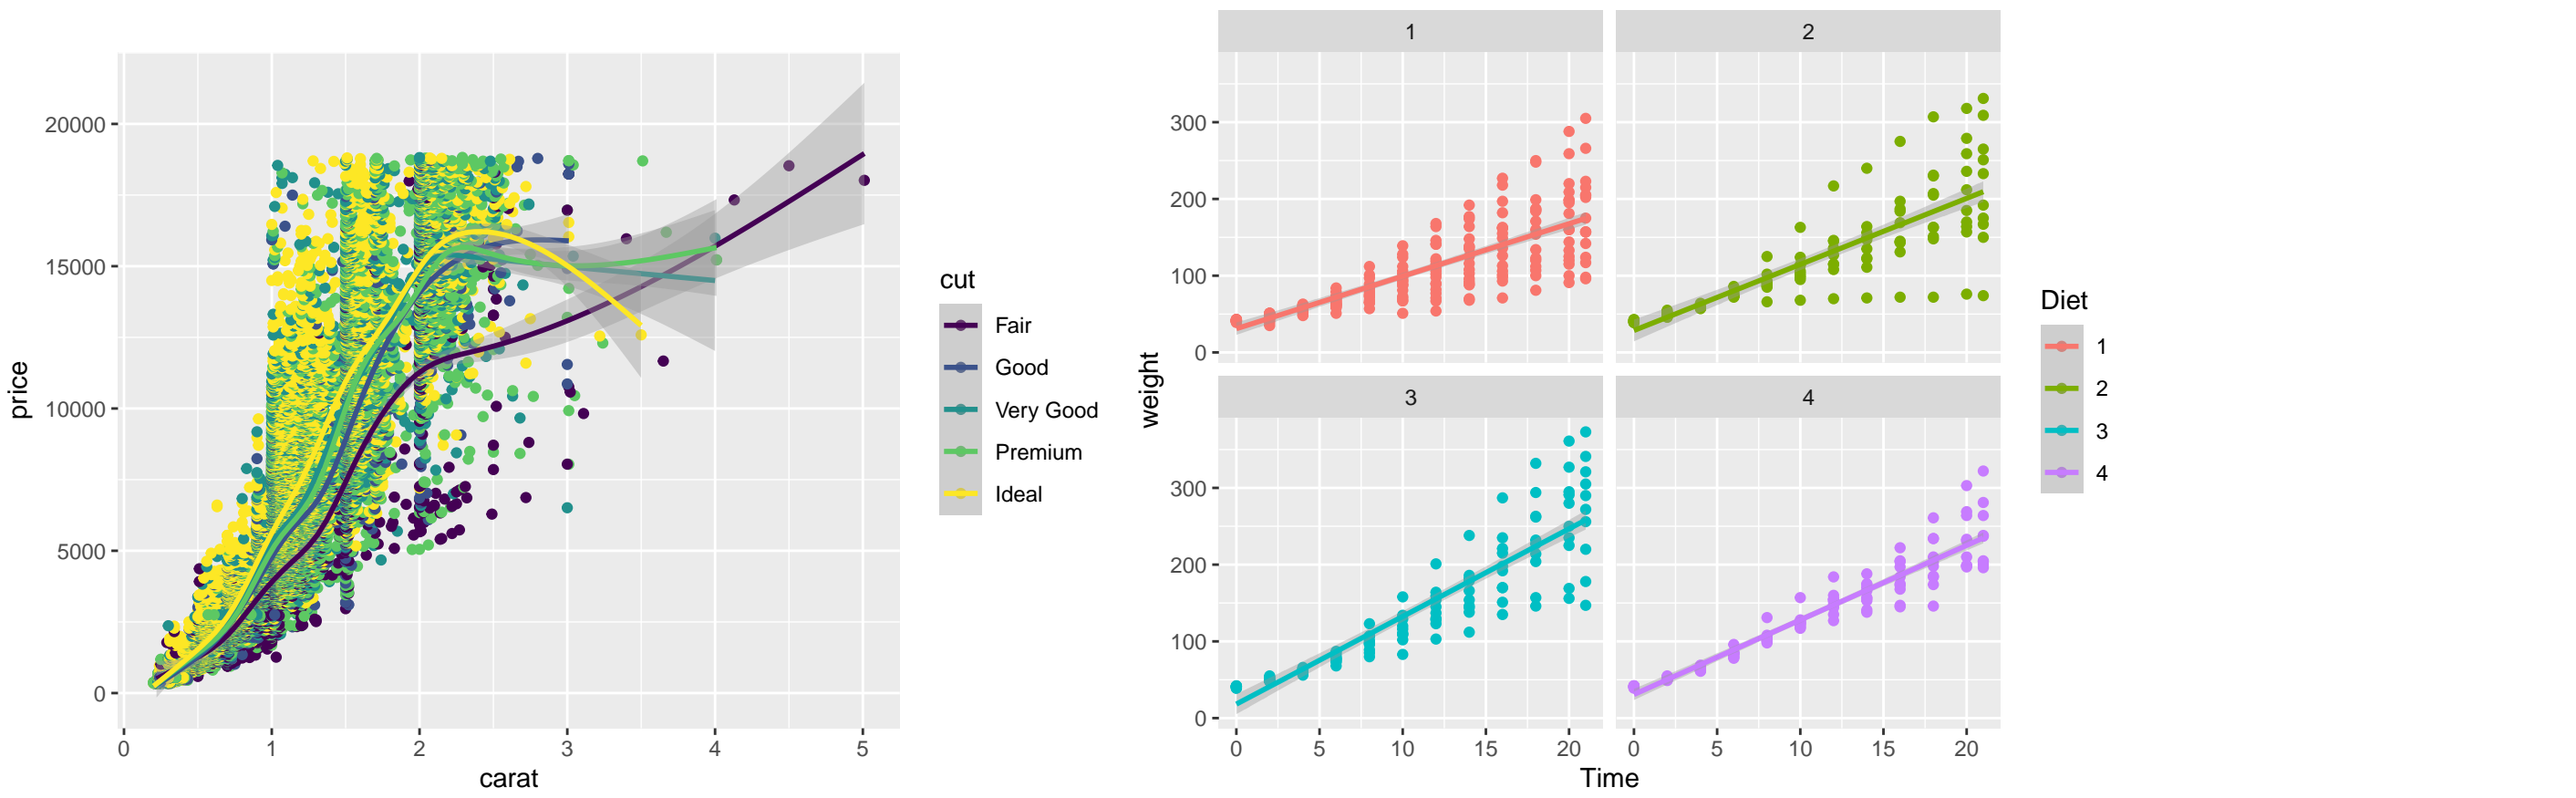 price
20000
15000
10000
5000
0
0 1 2 3 4 5
carat
cut
Fair
Good
Very Good
Premium
Ideal
weight
1 2
300
200
100
0
3 4
300
200
100
0
0 5 10 15 20 0 5 10 15 20
Time
Diet
1
2
3
4